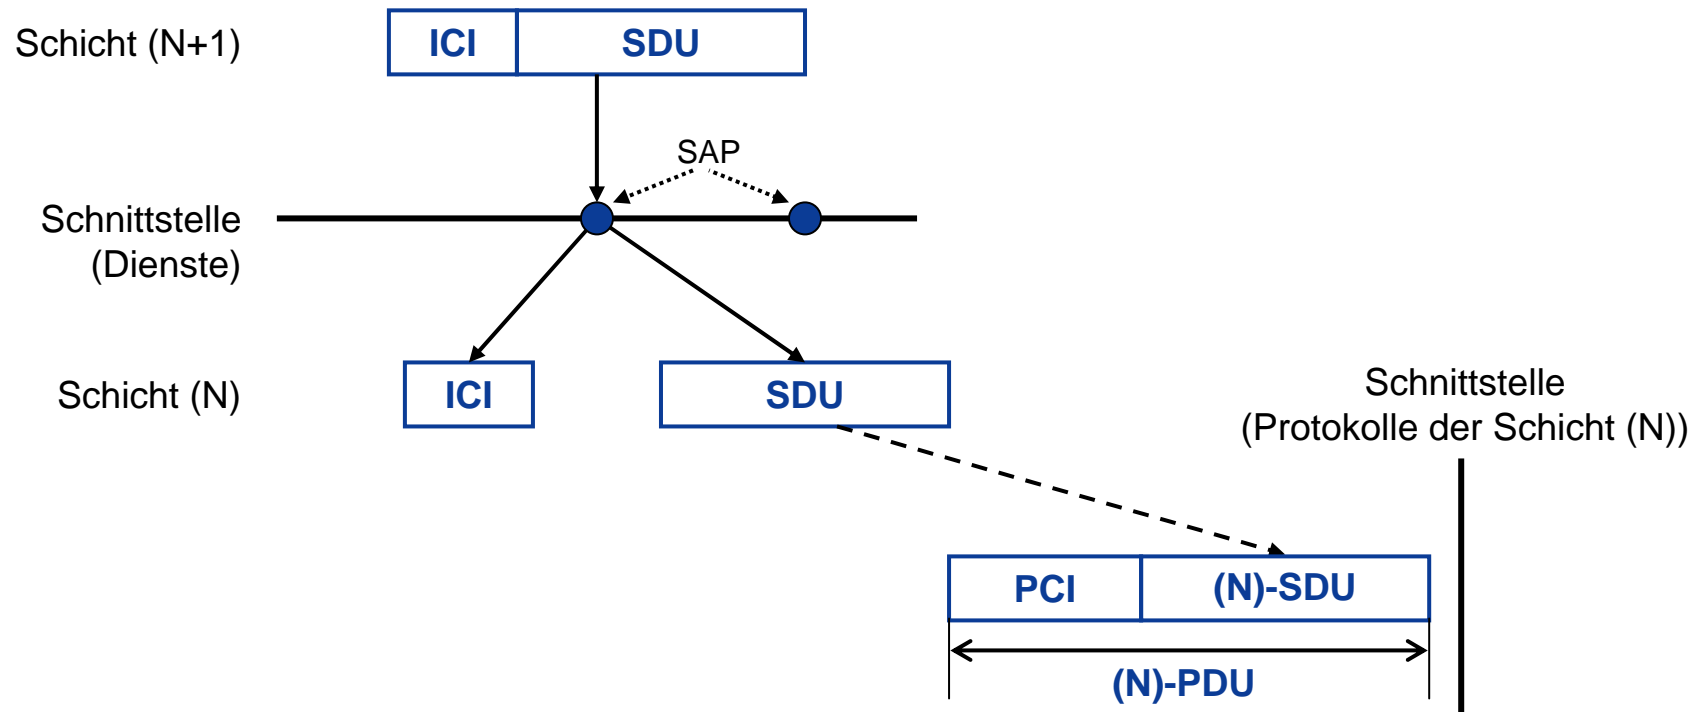 Schicht (N+1)
ICI
SDU
SAP
Schnittstelle
(Dienste)
Schicht (N)
ICI
SDU
Schnittstelle
(Protokolle der Schicht (N))
PCI
(N)-SDU
(N)-PDU